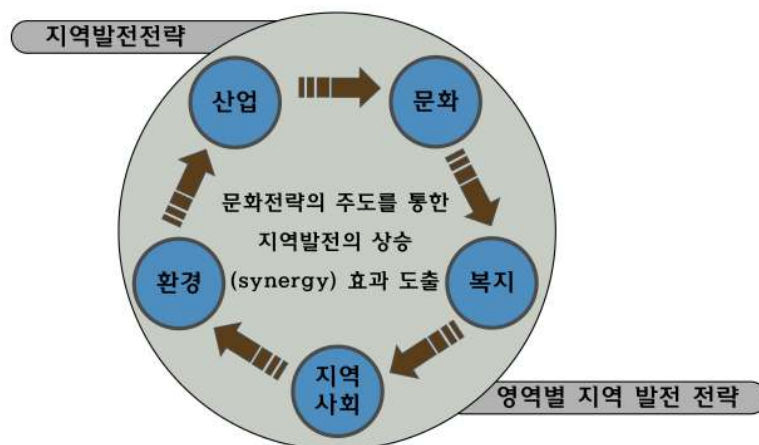 지역발전전략
산업
문화
문화전략의 주도를 통한
지역발전의 상승
(synergy) 효과 도출
환경
복지
지역
사회
영역별 지역 발전 전략